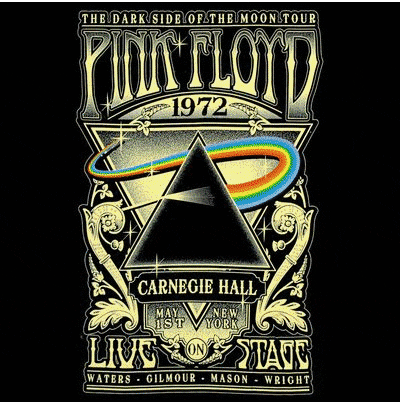 THE DARK SIDE OF THE MOON TOUR
PINK FLOYD
1972
CARNEGIE HALL
MAY 1ST NEW YORK
LIVE ON STAGE
WATERS - GILMOUR - MASON - WRIGHT